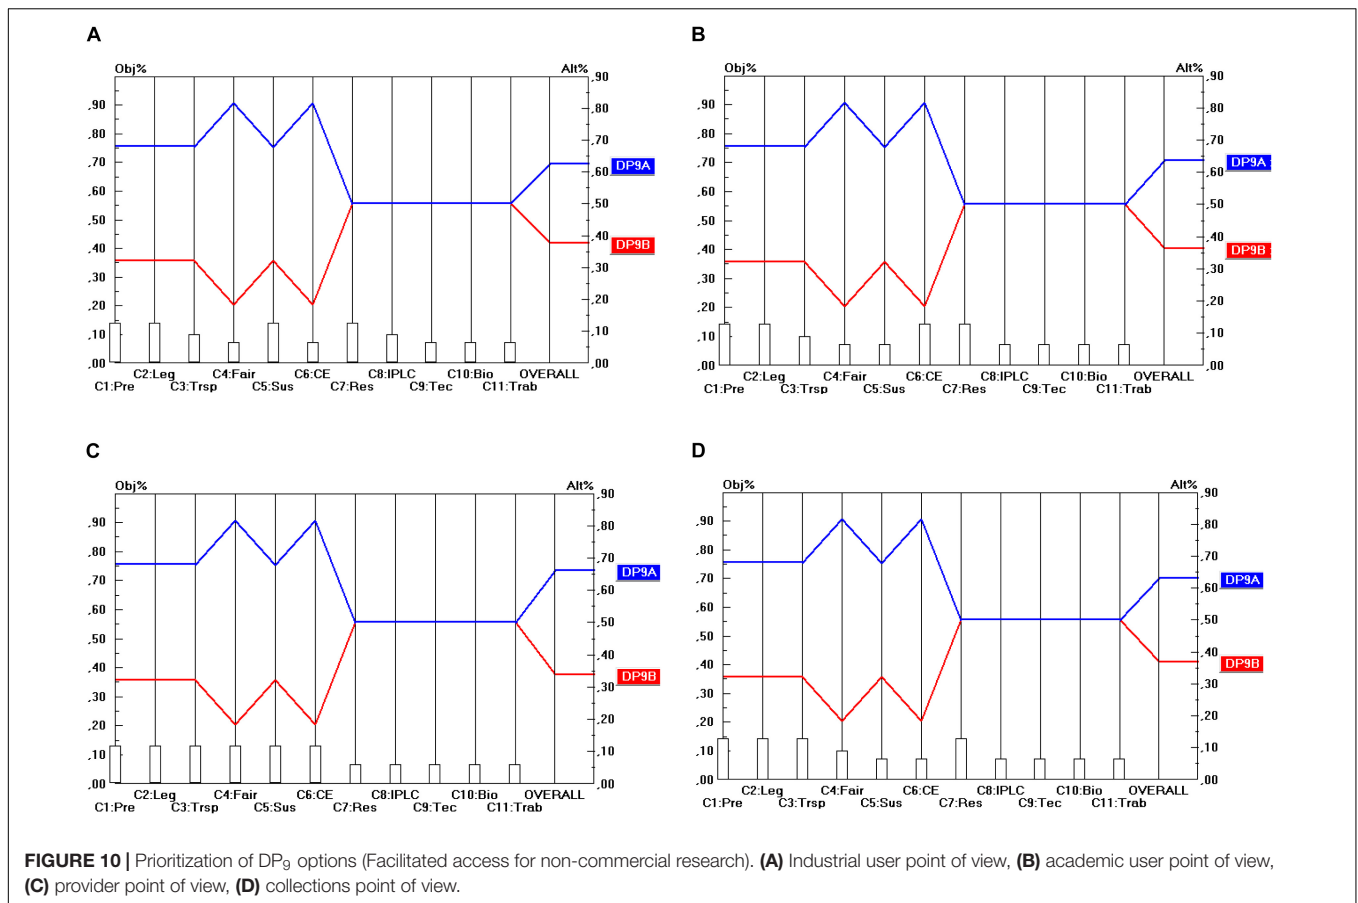 A
Obj%
Alt%
,90
,80
,70
,60
,50
,40
,30
,20
,10
,00
,90
,80
,70
,60
,50
,40
,30
,20
,10
,00
DP9A
DP9B
C2:Leg C4:Fair C6:CE C8:IPLC C10:Bio OVERALL
C1:Pre C3:Trsp C5:Sus C7:Res C9:Tec C11:Trab
B
Obj%
Alt%
,90
,80
,70
,60
,50
,40
,30
,20
,10
,00
,90
,80
,70
,60
,50
,40
,30
,20
,10
,00
DP9A
DP9B
C2:Leg C4:Fair C6:CE C8:IPLC C10:Bio OVERALL
C1:Pre C3:Trsp C5:Sus C7:Res C9:Tec C11:Trab
C
Obj%
Alt%
,90
,80
,70
,60
,50
,40
,30
,20
,10
,00
,90
,80
,70
,60
,50
,40
,30
,20
,10
,00
DP9A
DP9B
C2:Leg C4:Fair C6:CE C8:IPLC C10:Bio OVERALL
C1:Pre C3:Trsp C5:Sus C7:Res C9:Tec C11:Trab
D
Obj%
Alt%
,90
,80
,70
,60
,50
,40
,30
,20
,10
,00
,90
,80
,70
,60
,50
,40
,30
,20
,10
,00
DP9A
DP9B
C2:Leg C4:Fair C6:CE C8:IPLC C10:Bio OVERALL
C1:Pre C3:Trsp C5:Sus C7:Res C9:Tec C11:Trab
FIGURE 10 | Prioritization of DP₉ options (Facilitated access for non-commercial research). (A) Industrial user point of view, (B) academic user point of view,
(C) provider point of view, (D) collections point of view.